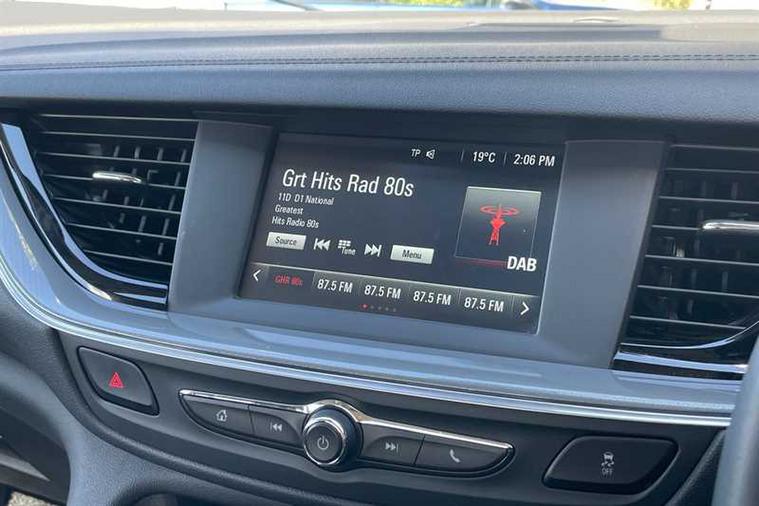 TP 19°C 2:06 PM
Grt Hits Rad 80s
11D D1 National
Greatest
Hits Radio 80s
Source Time Menu
DAB
GHR 80s 87.5 FM 87.5 FM 87.5 FM 87.5 FM
OFF